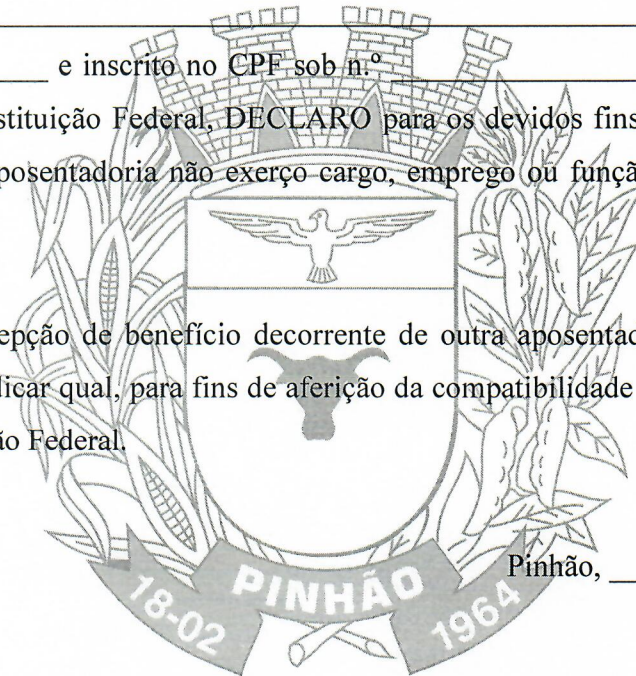 e inscrito no CPF sob n.º
stituição Federal, DECLARO para os devidos fins
posentadoria não exerço cargo, emprego ou funçã
epção de benefício decorrente de outra aposentad
dicar qual, para fins de aferição da compatibilidade
ão Federal.
Pinhão,
18-02 PINHÃO 1964